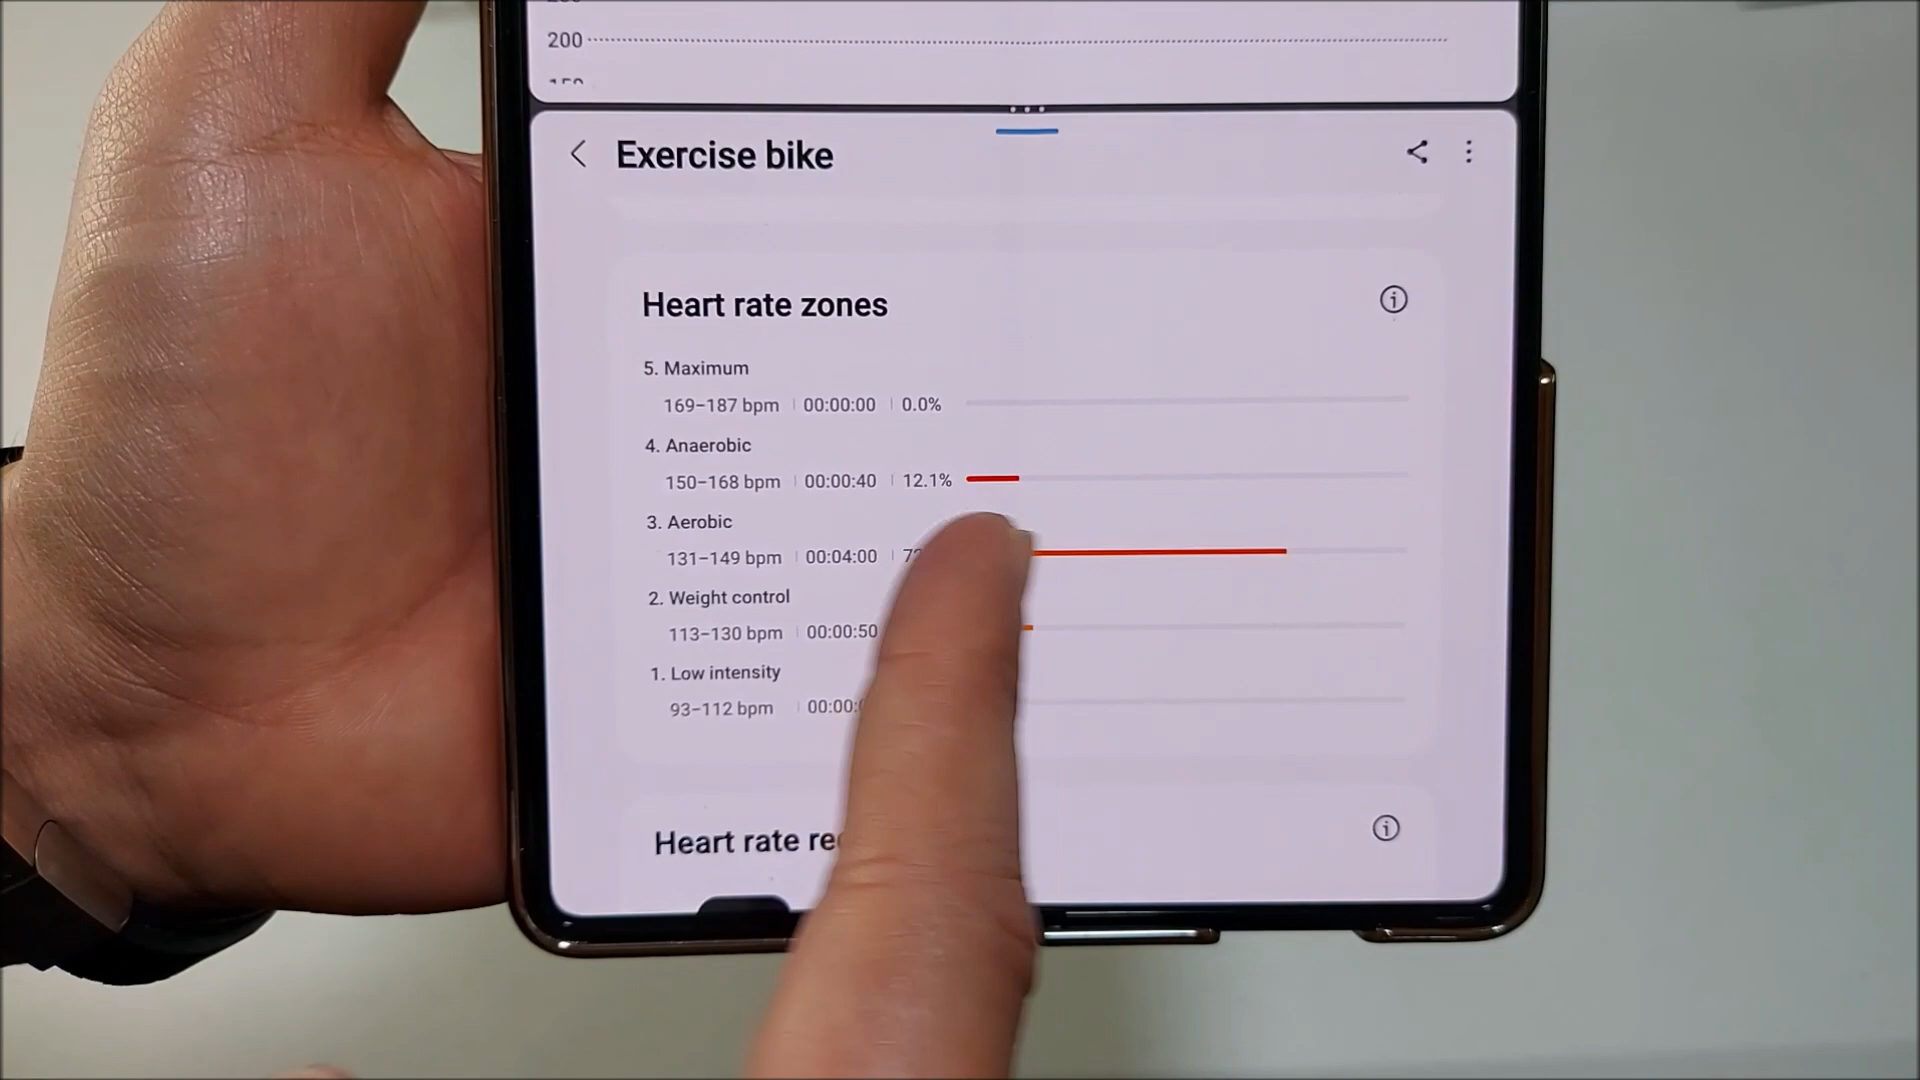 200
Exercise bike
Heart rate zones
5. Maximum
169–187 bpm | 00:00:00 | 0.0%
4. Anaerobic
150–168 bpm | 00:00:40 | 12.1%
3. Aerobic
131–149 bpm | 00:04:00 |
2. Weight control
113–130 bpm | 00:00:50
1. Low intensity
93–112 bpm |
Heart rate